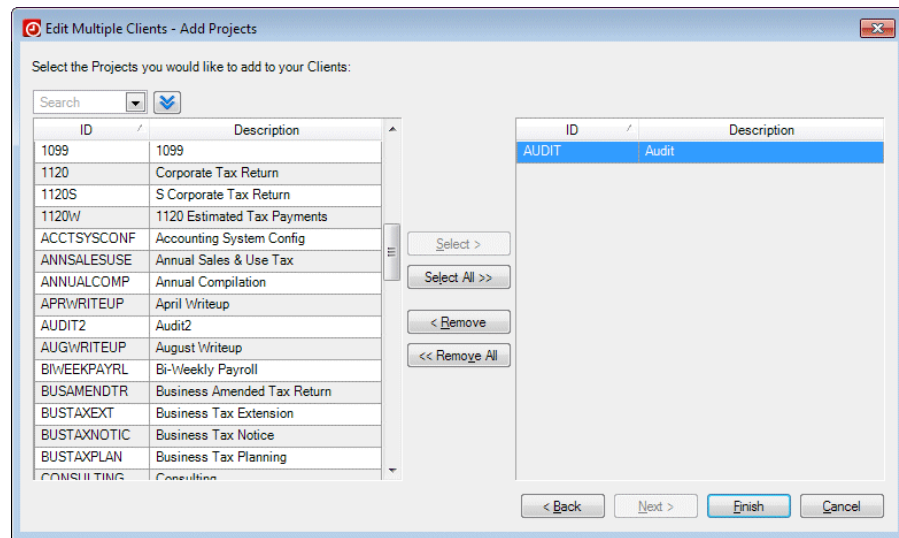 Edit Multiple Clients - Add Projects
Select the Projects you would like to add to your Clients:
Search
ID Description
1099 1099
1120 Corporate Tax Return
1120S S Corporate Tax Return
1120W 1120 Estimated Tax Payments
ACCTSYSCONF Accounting System Config
ANNSALESUSE Annual Sales & Use Tax
ANNUALCOMP Annual Compilation
APRWRITEUP April Writeup
AUDIT2 Audit2
AUGWRITEUP August Writeup
BIWEEKPAYRL Bi-Weekly Payroll
BUSAMENDTR Business Amended Tax Return
BUSTAXEXT Business Tax Extension
BUSTAXNOTIC Business Tax Notice
BUSTAXPLAN Business Tax Planning
CONSULTING Consulting
Select >
Select All >>
< Remove
<< Remove All
ID Description
AUDIT Audit
< Back Next > Finish Cancel